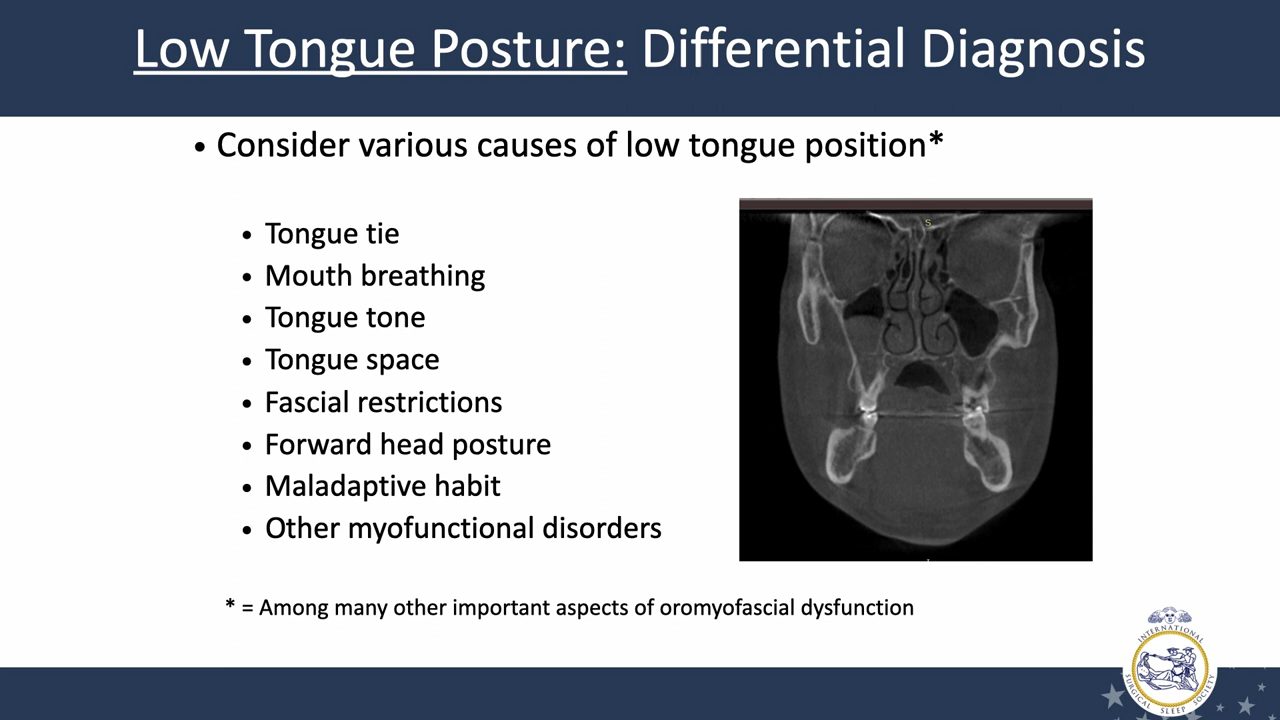 Low Tongue Posture: Differential Diagnosis
• Consider various causes of low tongue position*
• Tongue tie
• Mouth breathing
• Tongue tone
• Tongue space
• Fascial restrictions
• Forward head posture
• Maladaptive habit
• Other myofunctional disorders
S
* = Among many other important aspects of oromyofascial dysfunction
INTERNATIONAL
SURGICAL SLEEP SOCIETY